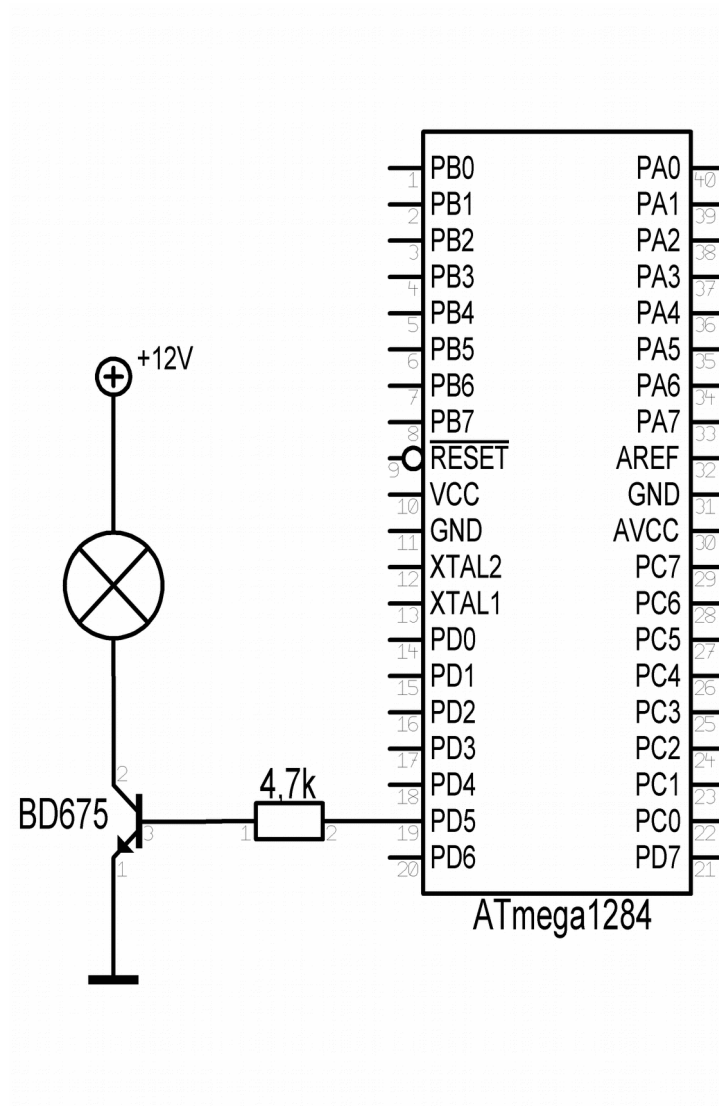 PB0 PA0
1 40
PB1 PA1
2 39
PB2 PA2
3 38
PB3 PA3
4 37
PB4 PA4
5 36
PB5 PA5
6 35
PB6 PA6
7 34
PB7 PA7
8 33
RESET AREF
9 32
VCC GND
10 31
GND AVCC
11 30
XTAL2 PC7
12 29
XTAL1 PC6
13 28
PD0 PC5
14 27
PD1 PC4
15 26
PD2 PC3
16 25
PD3 PC2
17 24
PD4 PC1
18 23
PD5 PC0
19 22
PD6 PD7
20 21
ATmega1284
+12V
2
BD675
3
1
4,7k
1 2